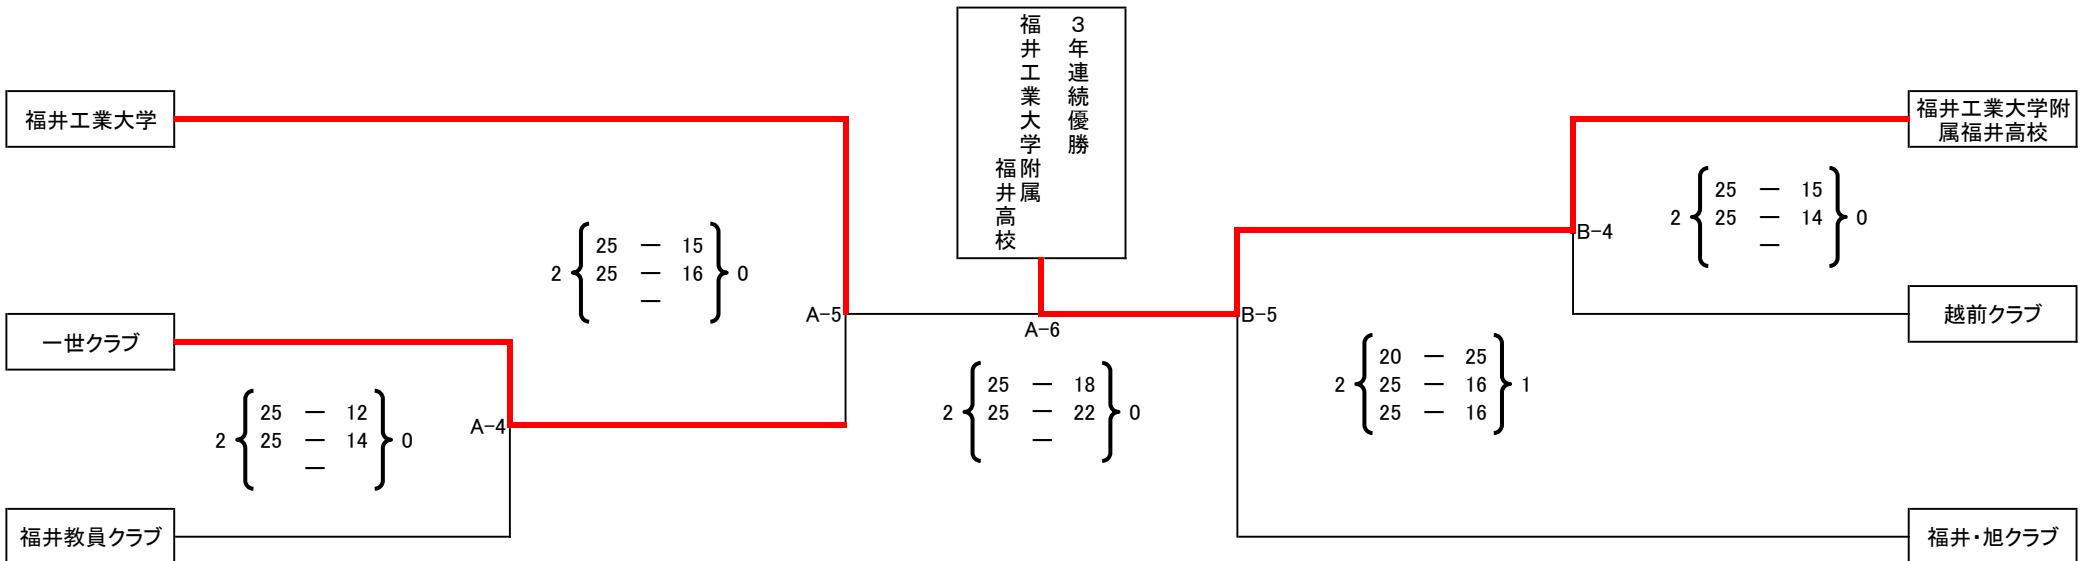 ３年連続優勝
福井工業大学附属
福井高校
福井工業大学
一世クラブ
福井教員クラブ
福井工業大学附
属福井高校
越前クラブ
福井・旭クラブ
A-4
2 25 － 12 0
25 － 14
－
A-5
2 25 － 15 0
25 － 16
－
A-6
2 25 － 18 0
25 － 22
－
B-5
2 20 － 25 1
25 － 16
25 － 16
B-4
2 25 － 15 0
25 － 14
－